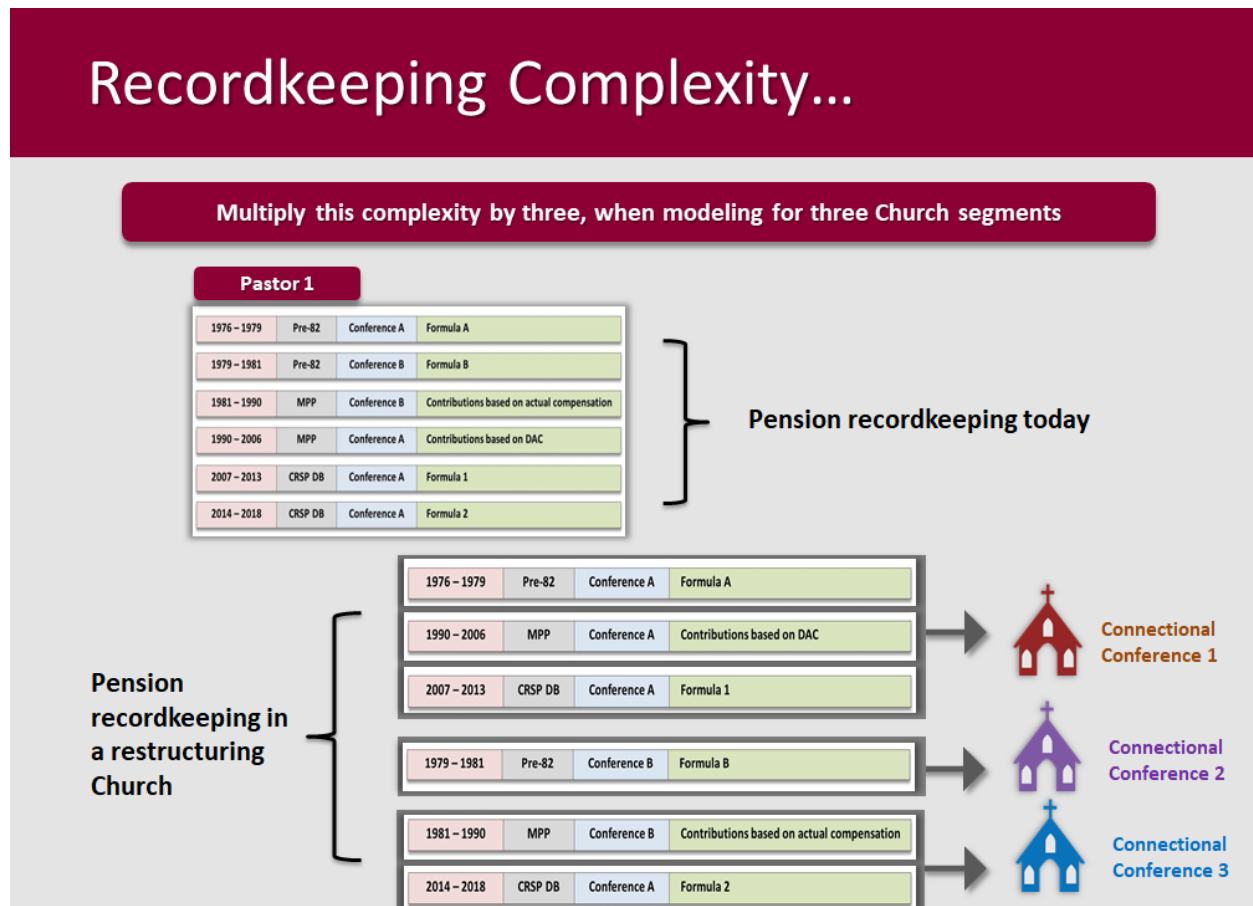 Recordkeeping Complexity...
Multiply this complexity by three, when modeling for three Church segments
Pastor 1
1976 – 1979 Pre-82 Conference A Formula A
1979 – 1981 Pre-82 Conference B Formula B
1981 – 1990 MPP Conference B Contributions based on actual compensation
1990 – 2006 MPP Conference A Contributions based on DAC
2007 – 2013 CRSP DB Conference A Formula 1
2014 – 2018 CRSP DB Conference A Formula 2
Pension recordkeeping today
Pension
recordkeeping in
a restructuring
Church
1976 – 1979 Pre-82 Conference A Formula A
1990 – 2006 MPP Conference A Contributions based on DAC
2007 – 2013 CRSP DB Conference A Formula 1
Connectional
Conference 1
1979 – 1981 Pre-82 Conference B Formula B
Connectional
Conference 2
1981 – 1990 MPP Conference B Contributions based on actual compensation
2014 – 2018 CRSP DB Conference A Formula 2
Connectional
Conference 3